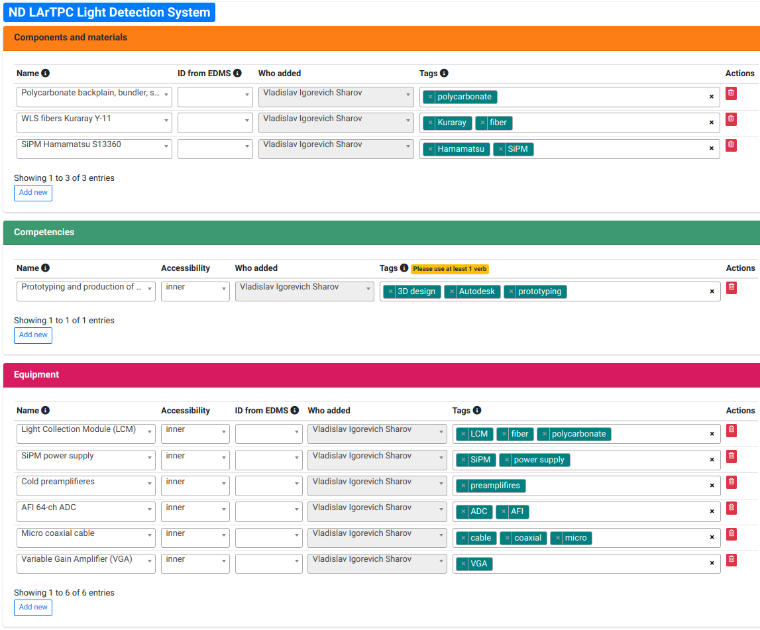 ND LArTPC Light Detection System
Components and materials
Name ID from EDMS Who added Tags Actions
Polycarbonate backplain, bundler, s... Vladislav Igorevich Sharov × polycarbonate ×
WLS fibers Kuraray Y-11 Vladislav Igorevich Sharov × Kuraray × fiber ×
SiPM Hamamatsu S13360 Vladislav Igorevich Sharov × Hamamatsu × SiPM ×
Showing 1 to 3 of 3 entries
Add new
Competencies
Name Accessibility Who added Tags Please use at least 1 verb Actions
Prototyping and production of ... inner Vladislav Igorevich Sharov × 3D design × Autodesk × prototyping ×
Showing 1 to 1 of 1 entries
Add new
Equipment
Name Accessibility ID from EDMS Who added Tags Actions
Light Collection Module (LCM) inner Vladislav Igorevich Sharov × LCM × fiber × polycarbonate ×
SiPM power supply inner Vladislav Igorevich Sharov × SiPM × power supply ×
Cold preamplifieres inner Vladislav Igorevich Sharov × preamplifires ×
AFI 64-ch ADC inner Vladislav Igorevich Sharov × ADC × AFI ×
Micro coaxial cable inner Vladislav Igorevich Sharov × cable × coaxial × micro ×
Variable Gain Amplifier (VGA) inner Vladislav Igorevich Sharov × VGA ×
Showing 1 to 6 of 6 entries
Add new